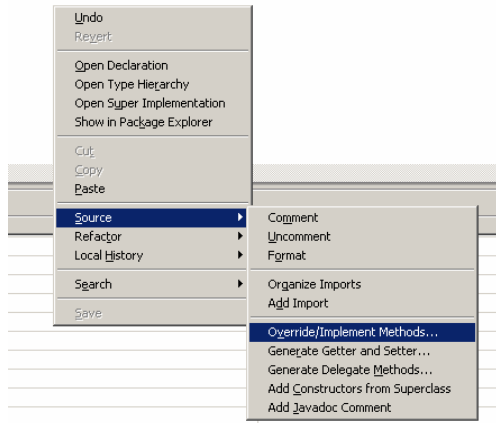 Undo
Revert
Open Declaration
Open Type Hierarchy
Open Super Implementation
Show in Package Explorer
Cut
Copy
Paste
Source
Refactor
Local History
Search
Save
Comment
Uncomment
Format
Organize Imports
Add Import
Override/Implement Methods...
Generate Getter and Setter...
Generate Delegate Methods...
Add Constructors from Superclass
Add Javadoc Comment